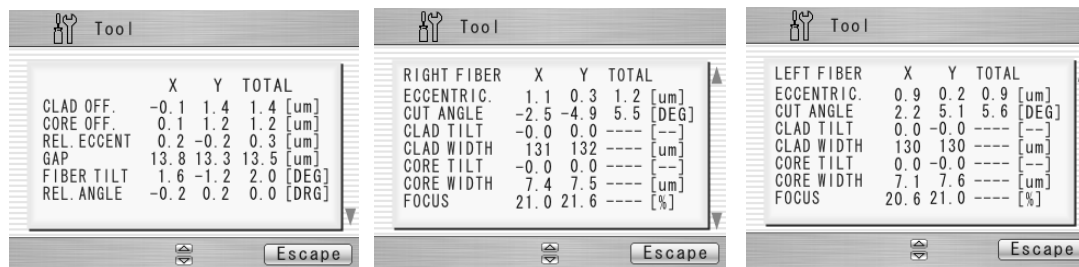 Tool
X Y TOTAL
CLAD OFF. -0.1 1.4 1.4 [um]
CORE OFF. 0.1 1.2 1.2 [um]
REL. ECCENT 0.2 -0.2 0.3 [um]
GAP 13.8 13.3 13.5 [um]
FIBER TILT 1.6 -1.2 2.0 [DEG]
REL. ANGLE -0.2 0.2 0.0 [DRG]
Escape
Tool
RIGHT FIBER X Y TOTAL
ECCENTRIC. 1.1 0.3 1.2 [um]
CUT ANGLE -2.5 -4.9 5.5 [DEG]
CLAD TILT -0.0 0.0 ---- [--]
CLAD WIDTH 131 132 ---- [um]
CORE TILT -0.0 0.0 ---- [--]
CORE WIDTH 7.4 7.5 ---- [um]
FOCUS 21.0 21.6 ---- [%]
Escape
Tool
LEFT FIBER X Y TOTAL
ECCENTRIC. 0.9 0.2 0.9 [um]
CUT ANGLE 2.2 5.1 5.6 [DEG]
CLAD TILT 0.0 -0.0 ---- [--]
CLAD WIDTH 130 130 ---- [um]
CORE TILT 0.0 -0.0 ---- [--]
CORE WIDTH 7.1 7.6 ---- [um]
FOCUS 20.6 21.0 ---- [%]
Escape